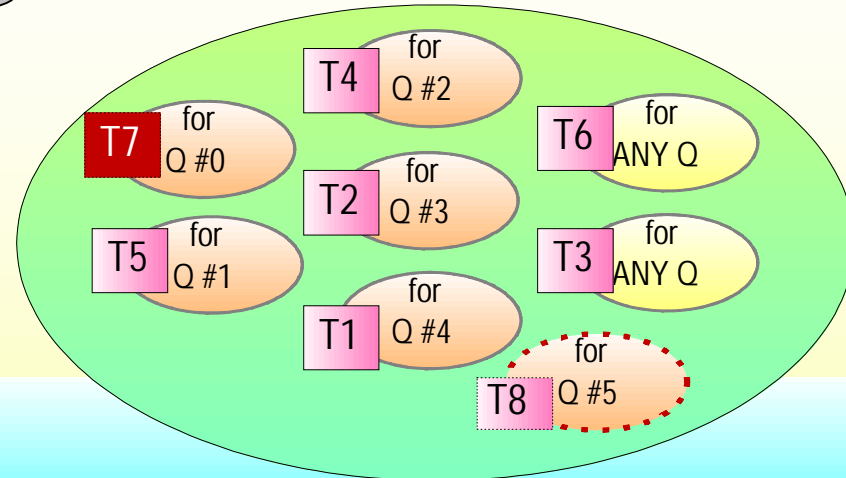 T4
for
Q #2
T7
for
Q #0
T6
for
ANY Q
T2
for
Q #3
T5
for
Q #1
T3
for
ANY Q
T1
for
Q #4
T8
for
Q #5